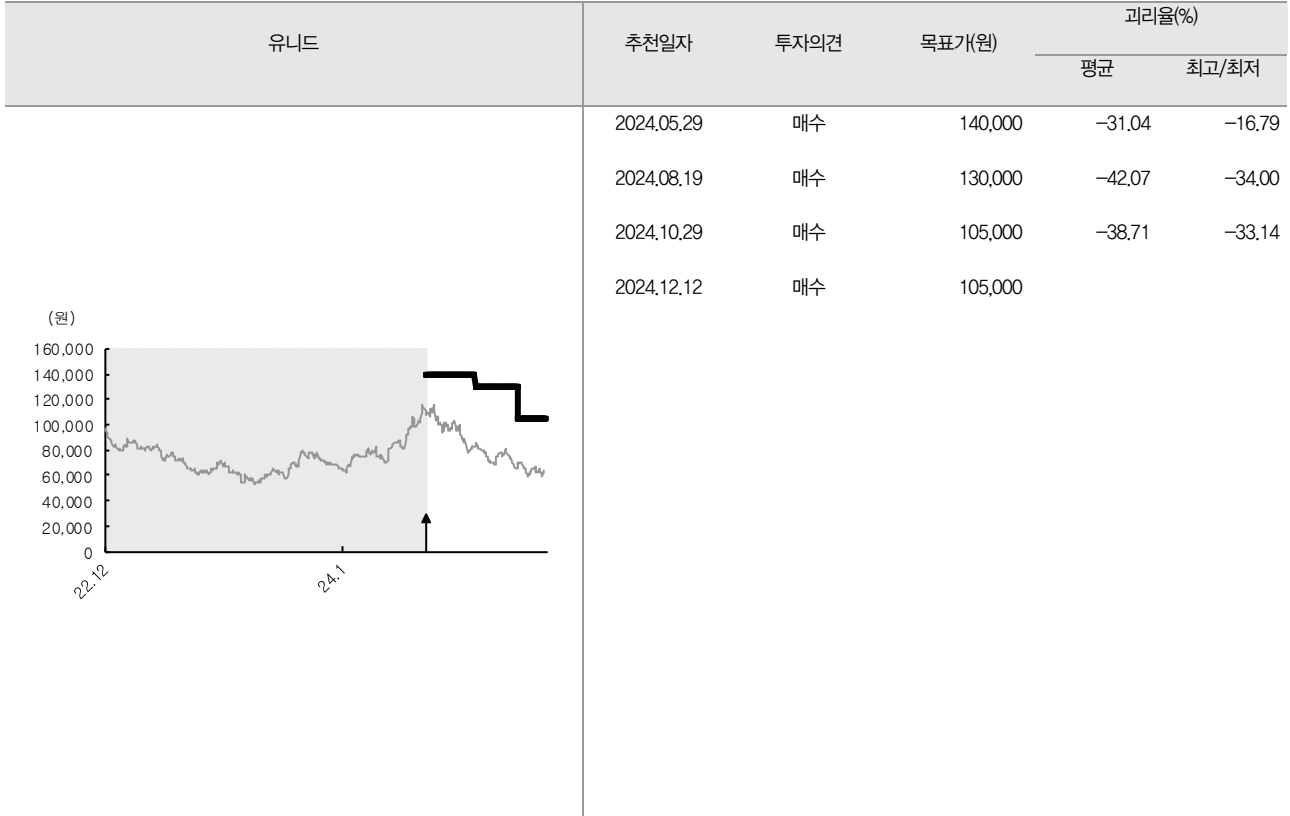 유니드
추천일자 투자의견 목표가(원) 괴리율(%)
평균 최고/최저
2024.05.29 매수 140,000 -31.04 -16.79
2024.08.19 매수 130,000 -42.07 -34.00
2024.10.29 매수 105,000 -38.71 -33.14
2024.12.12 매수 105,000
(원)
160,000
140,000
120,000
100,000
80,000
60,000
40,000
20,000
0
22.12 24.1